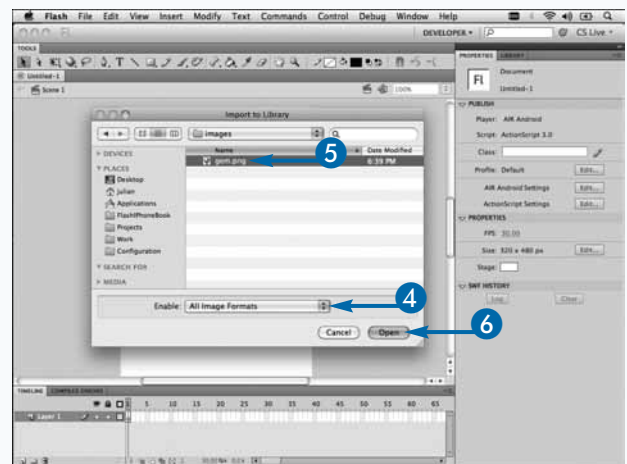 Flash File Edit View Insert Modify Text Commands Control Debug Window Help
FL DEVELOPER CS Live
TOOLS
Untitled-1
Scene 1 100%
PROPERTIES LIBRARY
Fl Document
Untitled-1
PUBLISH
Player: AIR Android
Script: ActionScript 3.0
Class:
Profile: Default Edit...
AIR Android Settings Edit...
ActionScript Settings Edit...
PROPERTIES
FPS: 30.00
Size: 320 x 480 px Edit...
Stage:
SWF HISTORY
Log Clear
Import to Library
images
DEVICES
PLACES
Desktop
Julian
Applications
FlashiPhoneBook
Projects
Work
Configuration
SEARCH FOR
MEDIA
Name Date Modified
gem.png 6:39 PM
5
Enable: All Image Formats
4
Cancel Open
6
TIMELINE COMPILER ERRORS
5 10 15 20 25 30 35 40 45 50 55 60 65
Layer 1